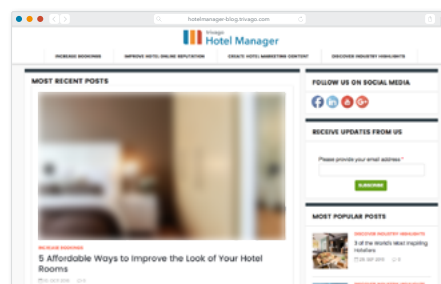 hotelmanager-blog.trivago.com
trivago
Hotel Manager
INCREASE BOOKINGS
IMPROVE HOTEL ONLINE REPUTATION
CREATE HOTEL MARKETING CONTENT
DISCOVER INDUSTRY HIGHLIGHTS
MOST RECENT POSTS
INCREASE BOOKINGS
5 Affordable Ways to Improve the Look of Your Hotel
Rooms
FOLLOW US ON SOCIAL MEDIA
RECEIVE UPDATES FROM US
Please provide your email address *
SUBSCRIBE
MOST POPULAR POSTS
DISCOVER INDUSTRY HIGHLIGHTS
3 of the World's Most Inspiring
Hoteliers